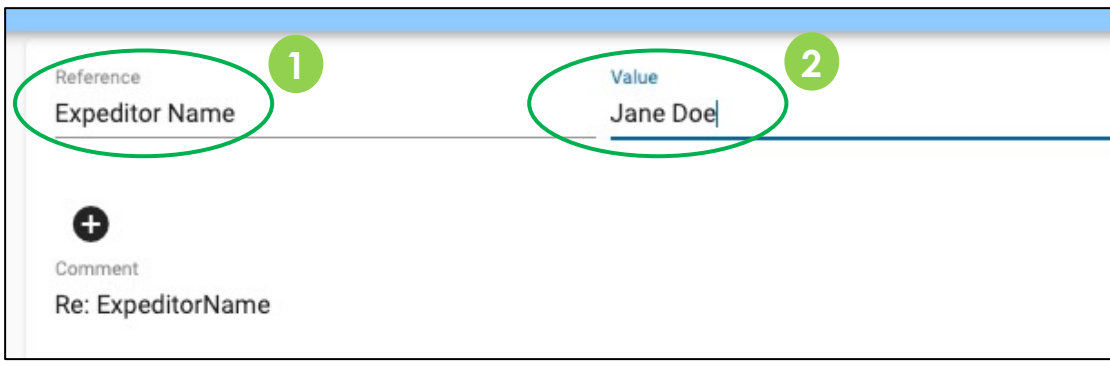 Reference
1
Value
2
Expeditor Name
Jane Doe
Comment
Re: ExpeditorName